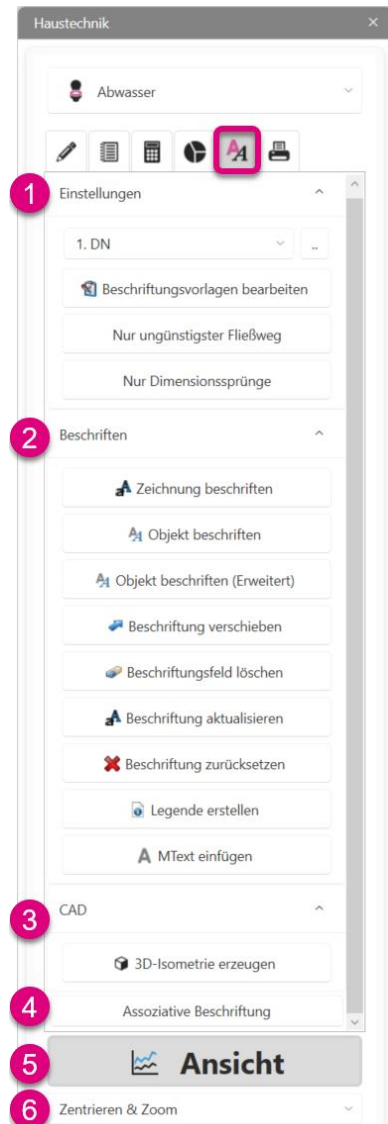 Haustechnik
Abwasser
1 Einstellungen
1. DN ..
Beschriftungsvorlagen bearbeiten
Nur ungünstigster Fließweg
Nur Dimensionssprünge
2 Beschriften
Zeichnung beschriften
Objekt beschriften
Objekt beschriften (Erweitert)
Beschriftung verschieben
Beschriftungsfeld löschen
Beschriftung aktualisieren
Beschriftung zurücksetzen
Legende erstellen
MText einfügen
3 CAD
3D-Isometrie erzeugen
4 Assoziative Beschriftung
5 Ansicht
6 Zentrieren & Zoom